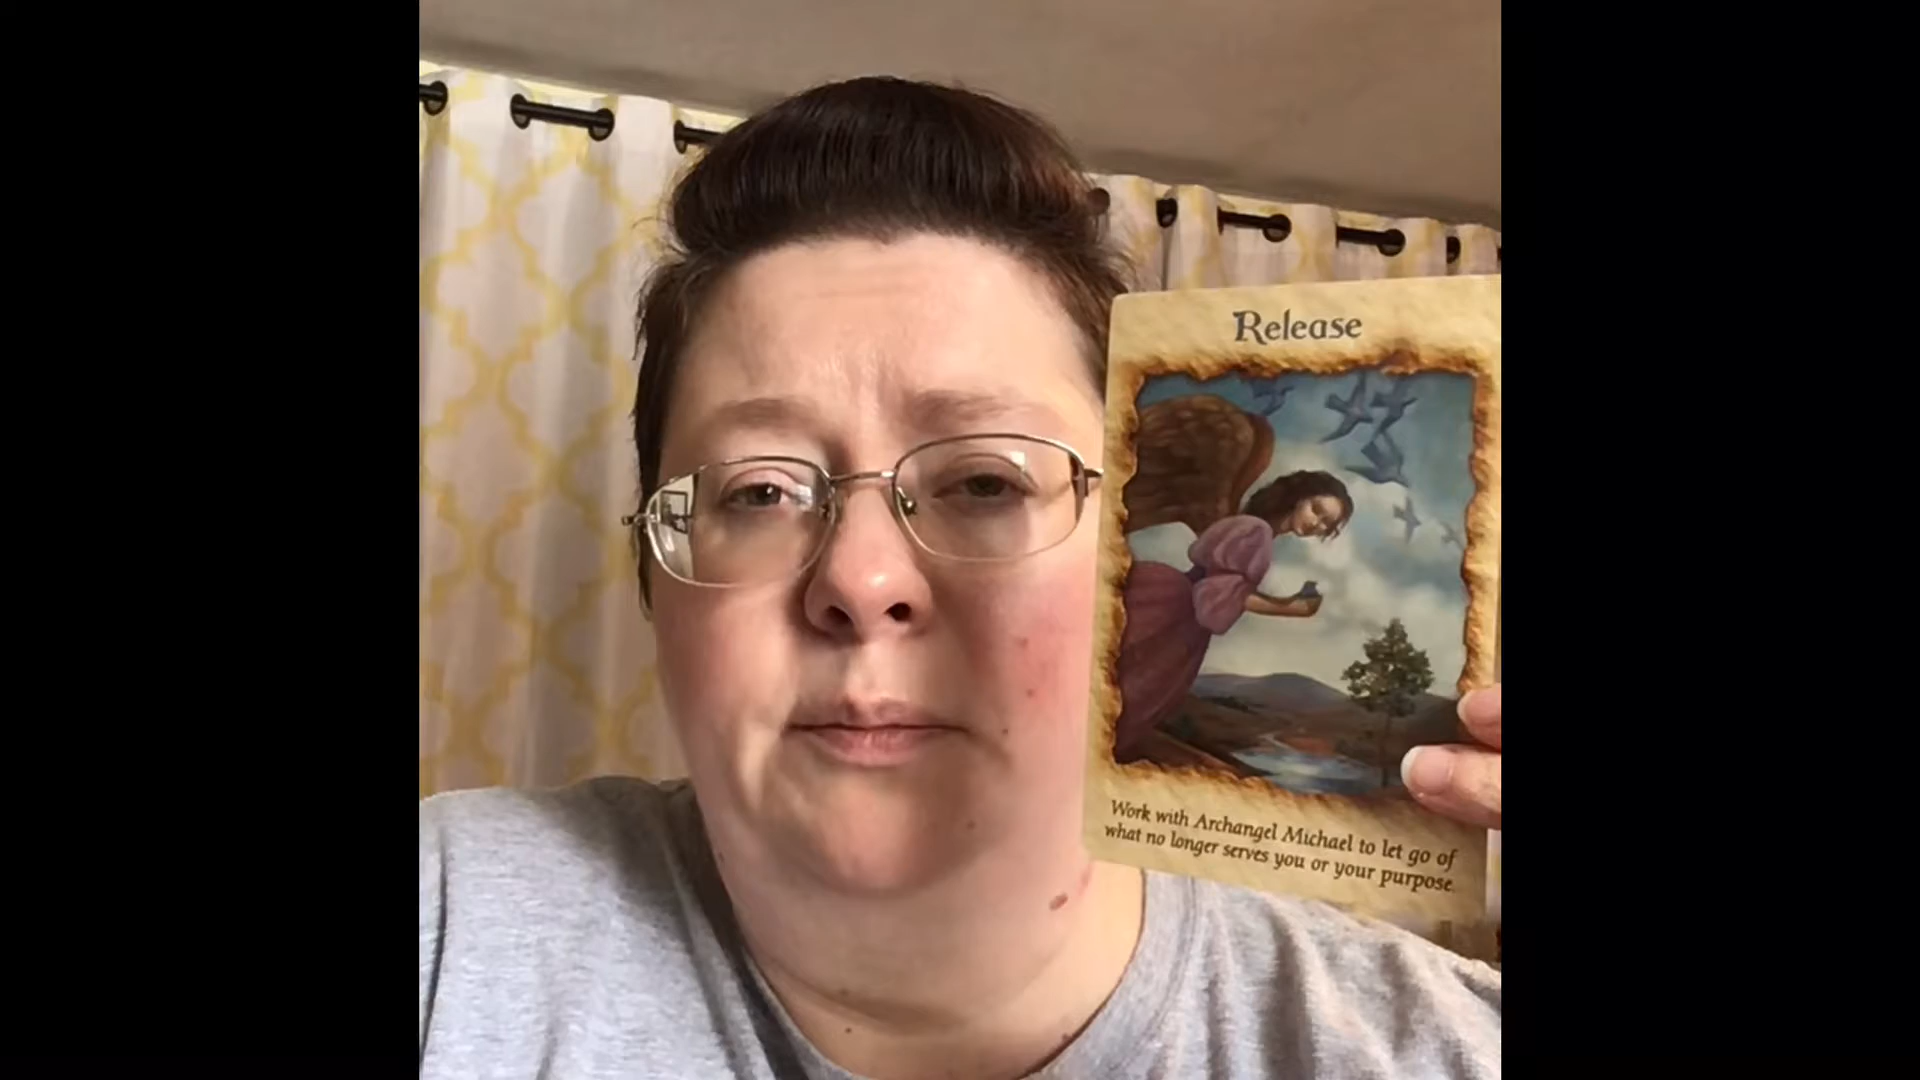 Release
Work with Archangel Michael to let go of
what no longer serves you or your purpose.